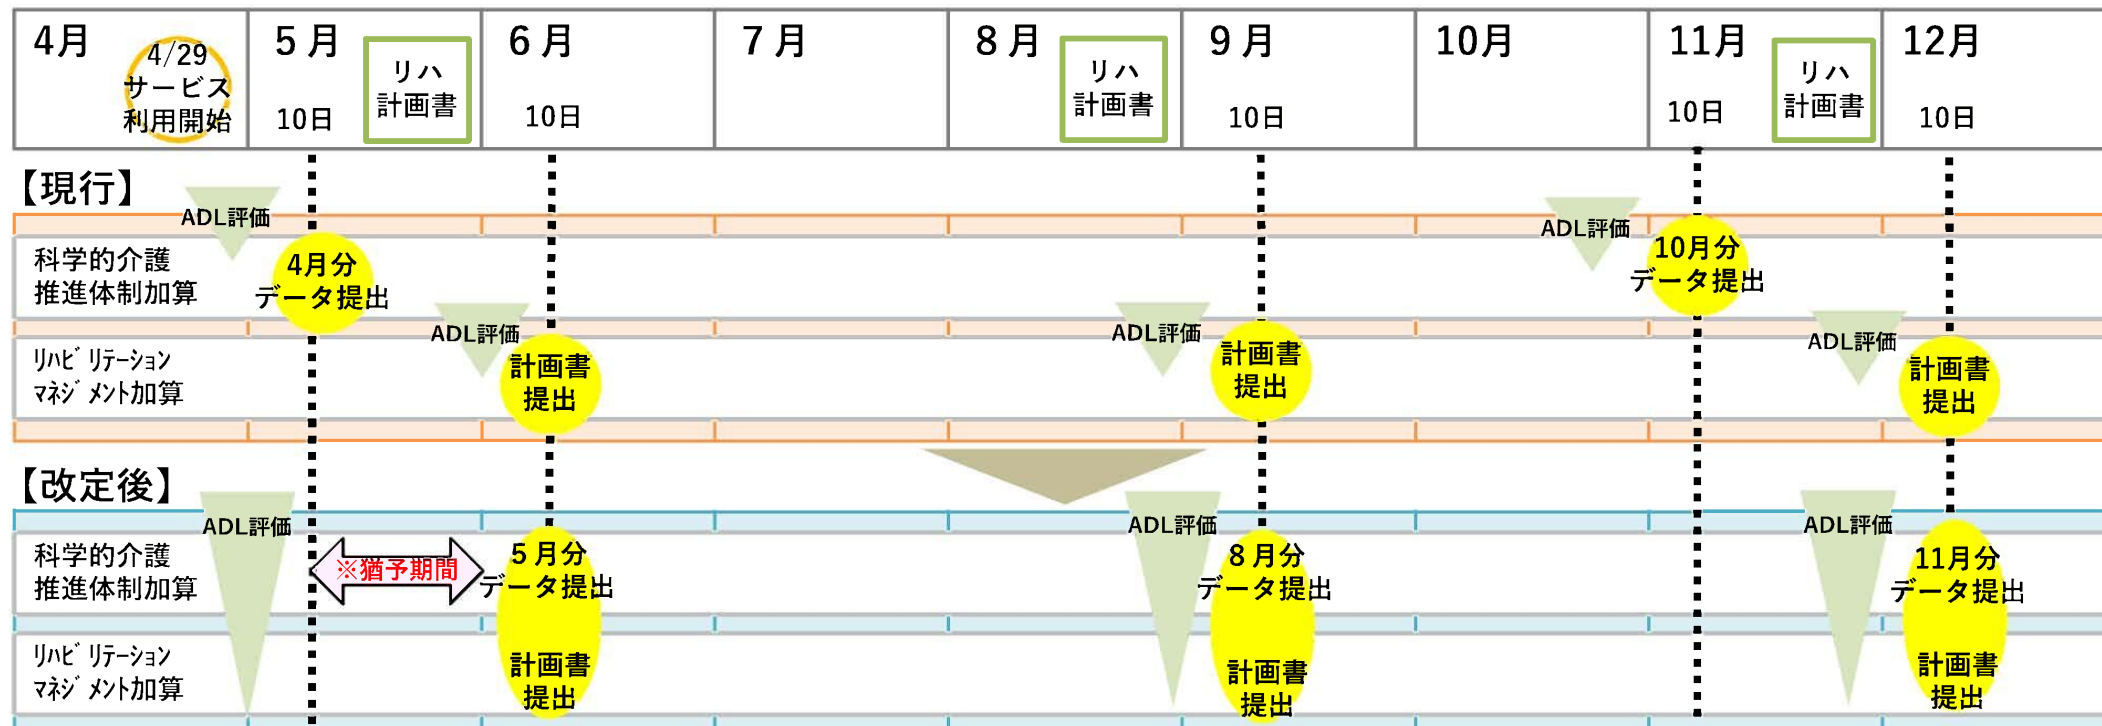 4月
4/29
サービス
利用開始
5月
10日
リハ
計画書
6月
10日
7月
8月
リハ
計画書
9月
10日
10月
11月
10日
リハ
計画書
12月
10日
【現行】
ADL評価
ADL評価
科学的介護
推進体制加算
4月分
データ提出
10月分
データ提出
ADL評価
ADL評価
ADL評価
リハビリテーション
マネジメント加算
計画書
提出
計画書
提出
計画書
提出
【改定後】
ADL評価
ADL評価
ADL評価
科学的介護
推進体制加算
※猶予期間
5月分
データ提出
8月分
データ提出
11月分
データ提出
リハビリテーション
マネジメント加算
計画書
提出
計画書
提出
計画書
提出